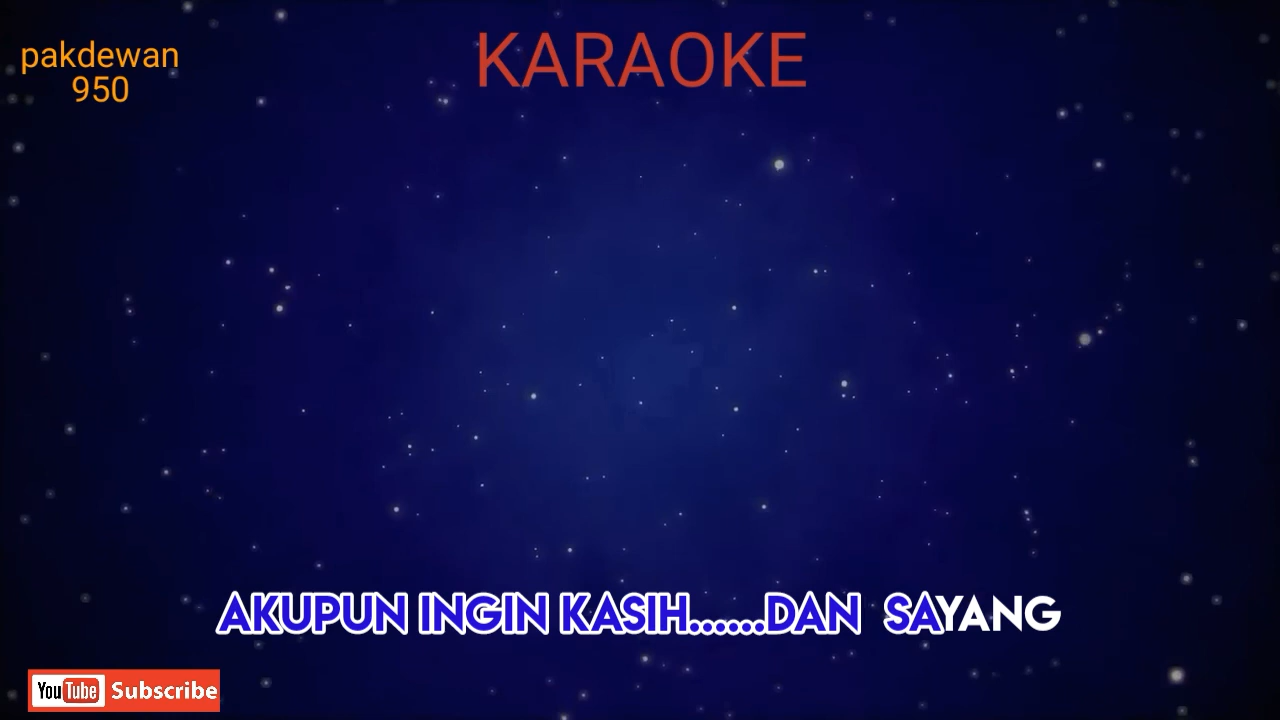 pakdewan
950
KARAOKE
AKUPUN INGIN KASIH......DAN  SAYANG
YouTube Subscribe